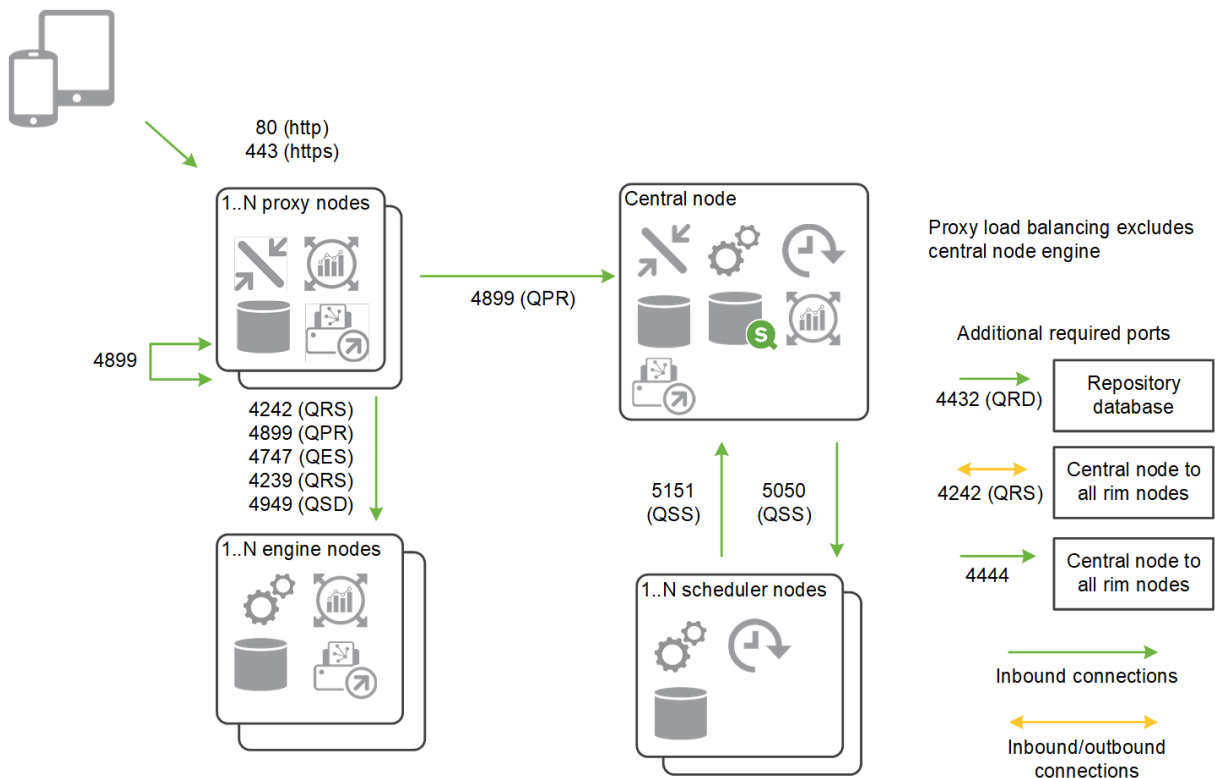 80 (http)
443 (https)
1..N proxy nodes
4899
4899 (QPR)
Central node
4242 (QRS)
4899 (QPR)
4747 (QES)
4239 (QRS)
4949 (QSD)
1..N engine nodes
5151
(QSS)
5050
(QSS)
1..N scheduler nodes
S
Proxy load balancing excludes
central node engine
Additional required ports
4432 (QRD)
Repository
database
4242 (QRS)
Central node to
all rim nodes
4444
Central node to
all rim nodes
Inbound connections
Inbound/outbound
connections